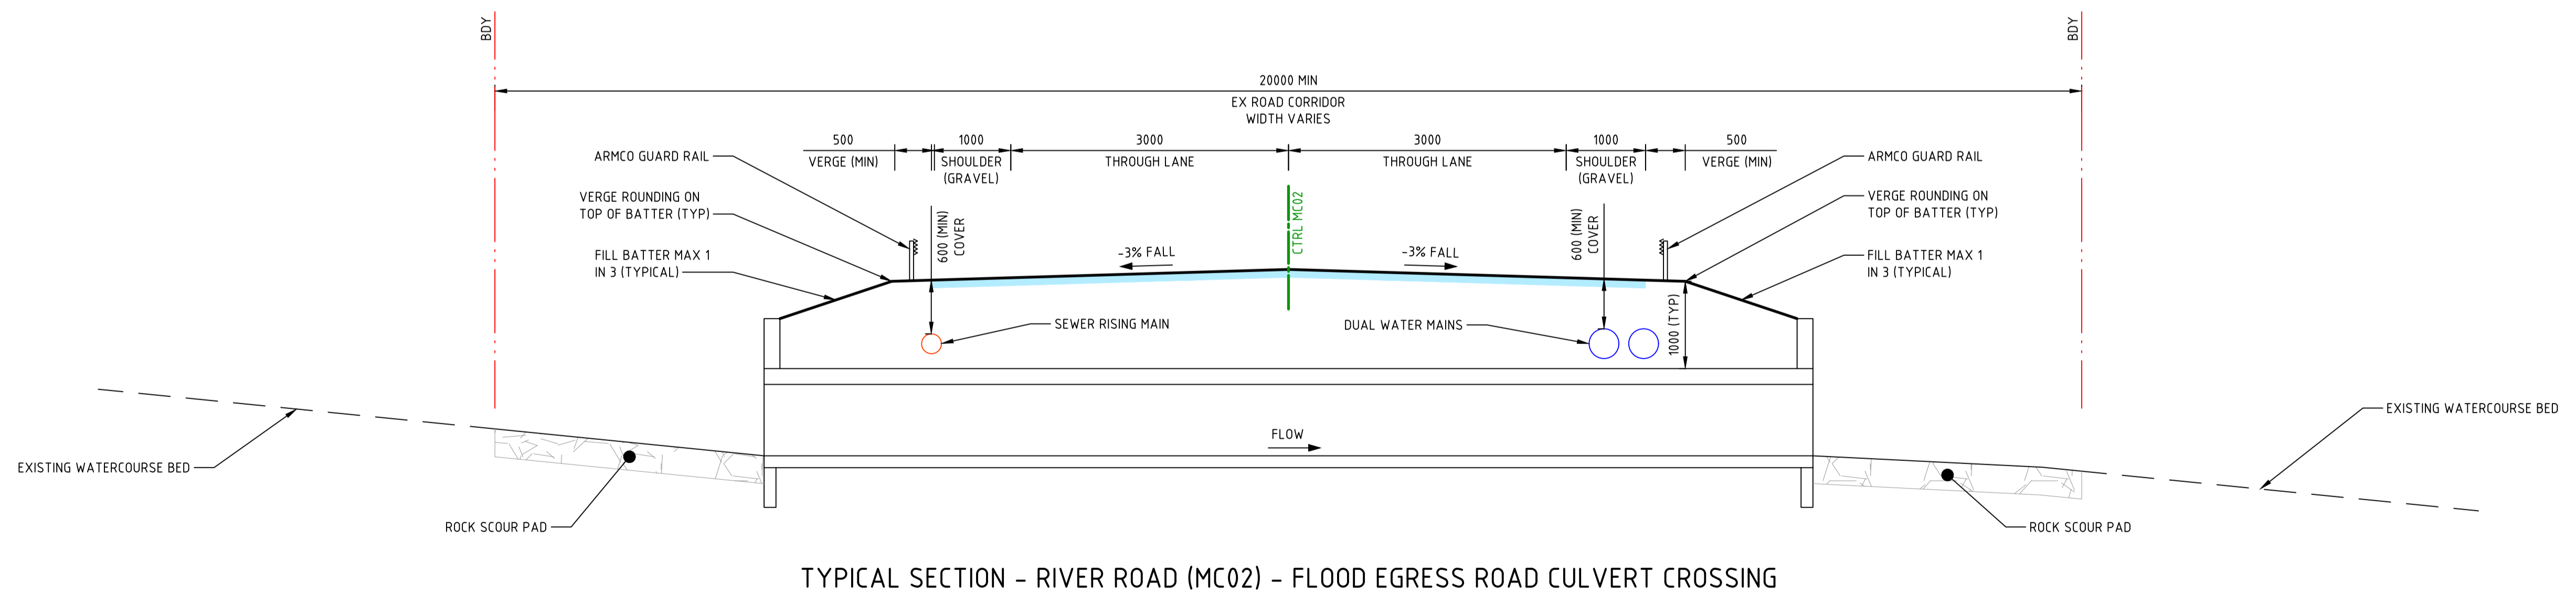 BDY
BDY
20000 MIN
EX ROAD CORRIDOR
WIDTH VARIES
500
VERGE (MIN)
1000
SHOULDER
(GRAVEL)
3000
THROUGH LANE
3000
THROUGH LANE
1000
SHOULDER
(GRAVEL)
500
VERGE (MIN)
ARMCO GUARD RAIL
VERGE ROUNDING ON
TOP OF BATTER (TYP)
FILL BATTER MAX 1
IN 3 (TYPICAL)
600 (MIN)
COVER
-3% FALL
CTRL MC02
-3% FALL
600 (MIN)
COVER
ARMCO GUARD RAIL
VERGE ROUNDING ON
TOP OF BATTER (TYP)
FILL BATTER MAX 1
IN 3 (TYPICAL)
SEWER RISING MAIN
DUAL WATER MAINS
1000 (TYP)
FLOW
EXISTING WATERCOURSE BED
EXISTING WATERCOURSE BED
ROCK SCOUR PAD
ROCK SCOUR PAD
TYPICAL SECTION - RIVER ROAD (MC02) - FLOOD EGRESS ROAD CULVERT CROSSING